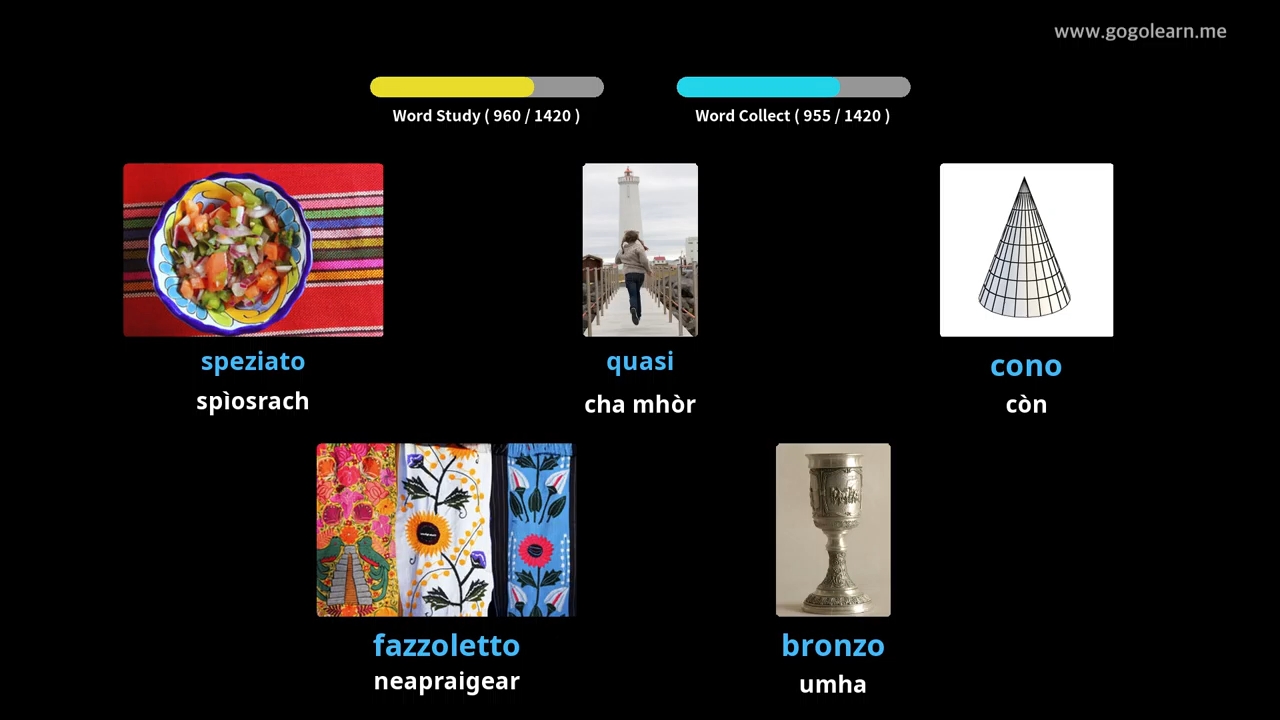 www.gogolearn.me
Word Study ( 960 / 1420 )
Word Collect ( 955 / 1420 )
speziato
spìosrach
quasi
cha mhòr
cono
còn
fazzoletto
neapraigear
bronzo
umha